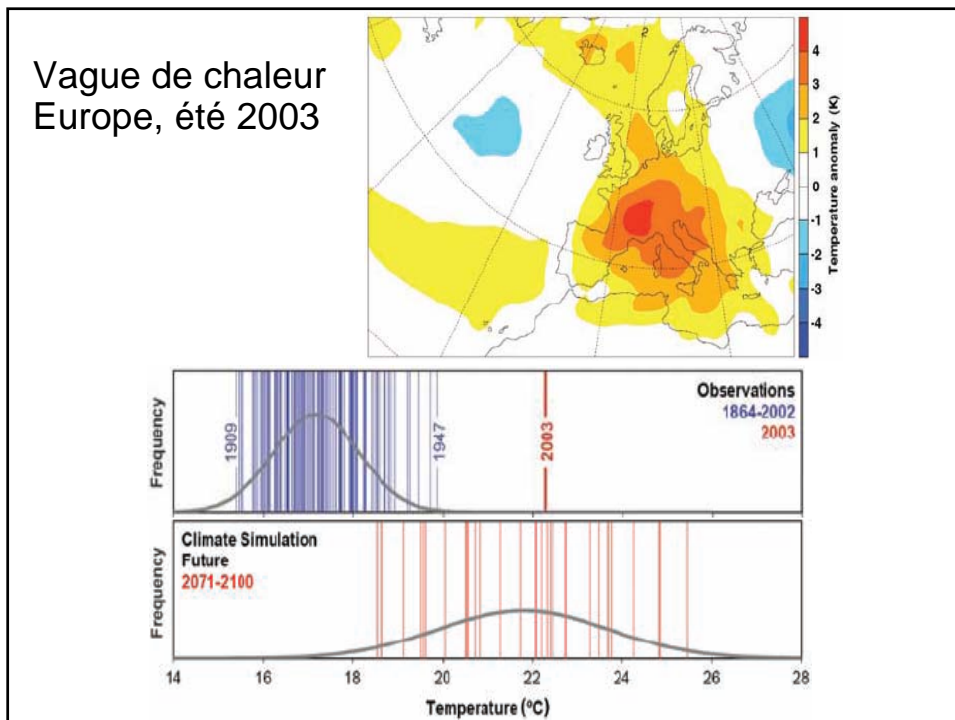 Vague de chaleur
Europe, été 2003
2
4
3
2
1
0
-1
-2
-3
-4
Temperature anomaly (K)
Frequency
1909
1947
2003
Observations
1864-2002
2003
Frequency
Climate Simulation
Future
2071-2100
14 16 18 20 22 24 26 28
Temperature (ºC)